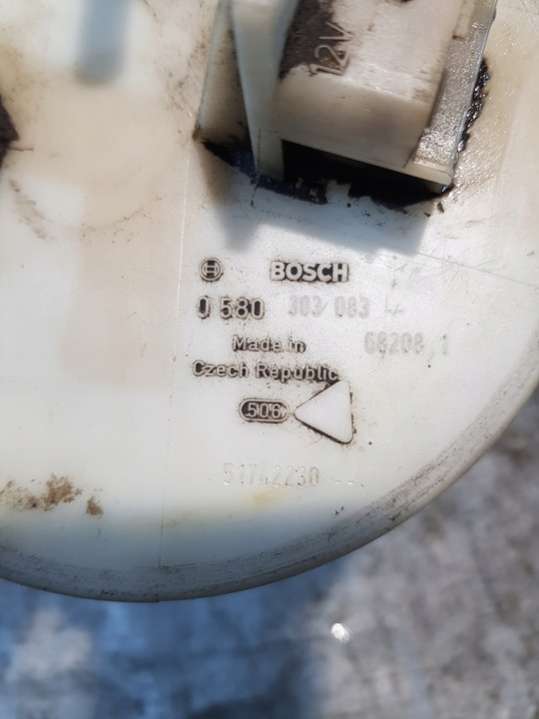 12V
BOSCH
0 580 303 083
Made in 68208,1
Czech Republic
506
51742230